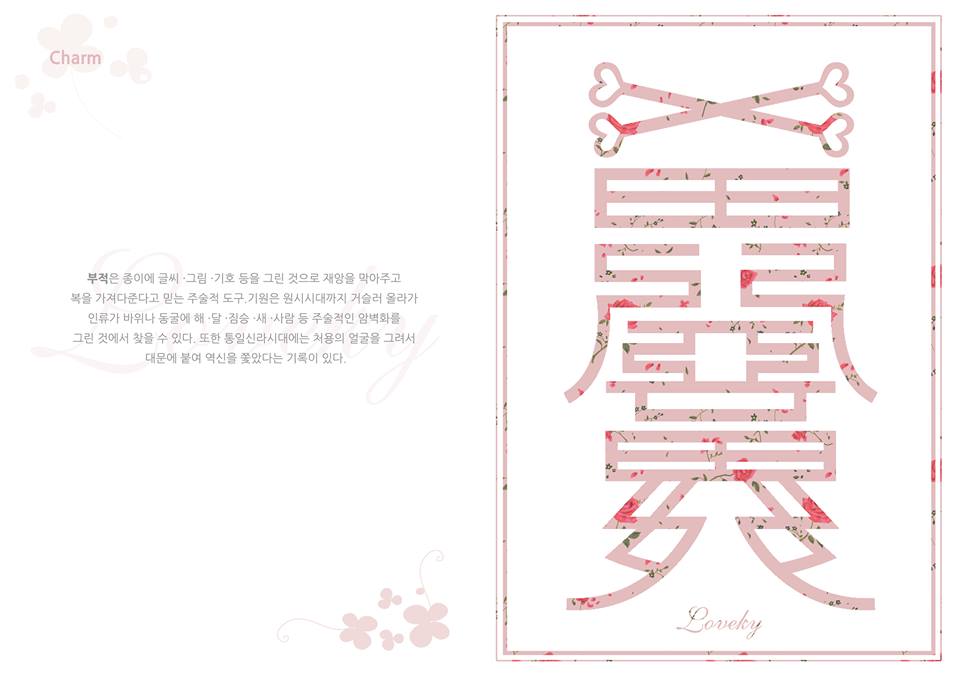 Charm
부적은 종이에 글씨 ·그림 ·기호 등을 그린 것으로 재앙을 막아주고
복을 가져다준다고 믿는 주술적 도구.기원은 원시시대까지 거슬러 올라가
인류가 바위나 동굴에 해 ·달 ·짐승 ·새 ·사람 등 주술적인 암벽화를
그린 것에서 찾을 수 있다. 또한 통일신라시대에는 처용의 얼굴을 그려서
대문에 붙여 역신을 쫓았다는 기록이 있다.
Loveky
Loveky